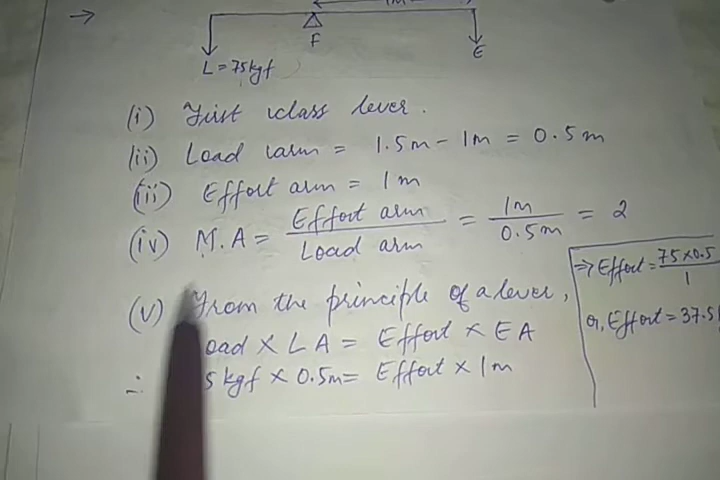 1M
F
E
L = 75kgf
(i) First class lever.
(ii) Load arm = 1.5m - 1m = 0.5m
(iii) Effort arm = 1m
(iv) M.A = Effort arm / Load arm = 1m / 0.5m = 2
(v) From the principle of a lever,
oad × LA = Effort × EA
∴ 5 kgf × 0.5m = Effort × 1m
⇒ Effort = 75×0.5 / 1
or, Effort = 37.5